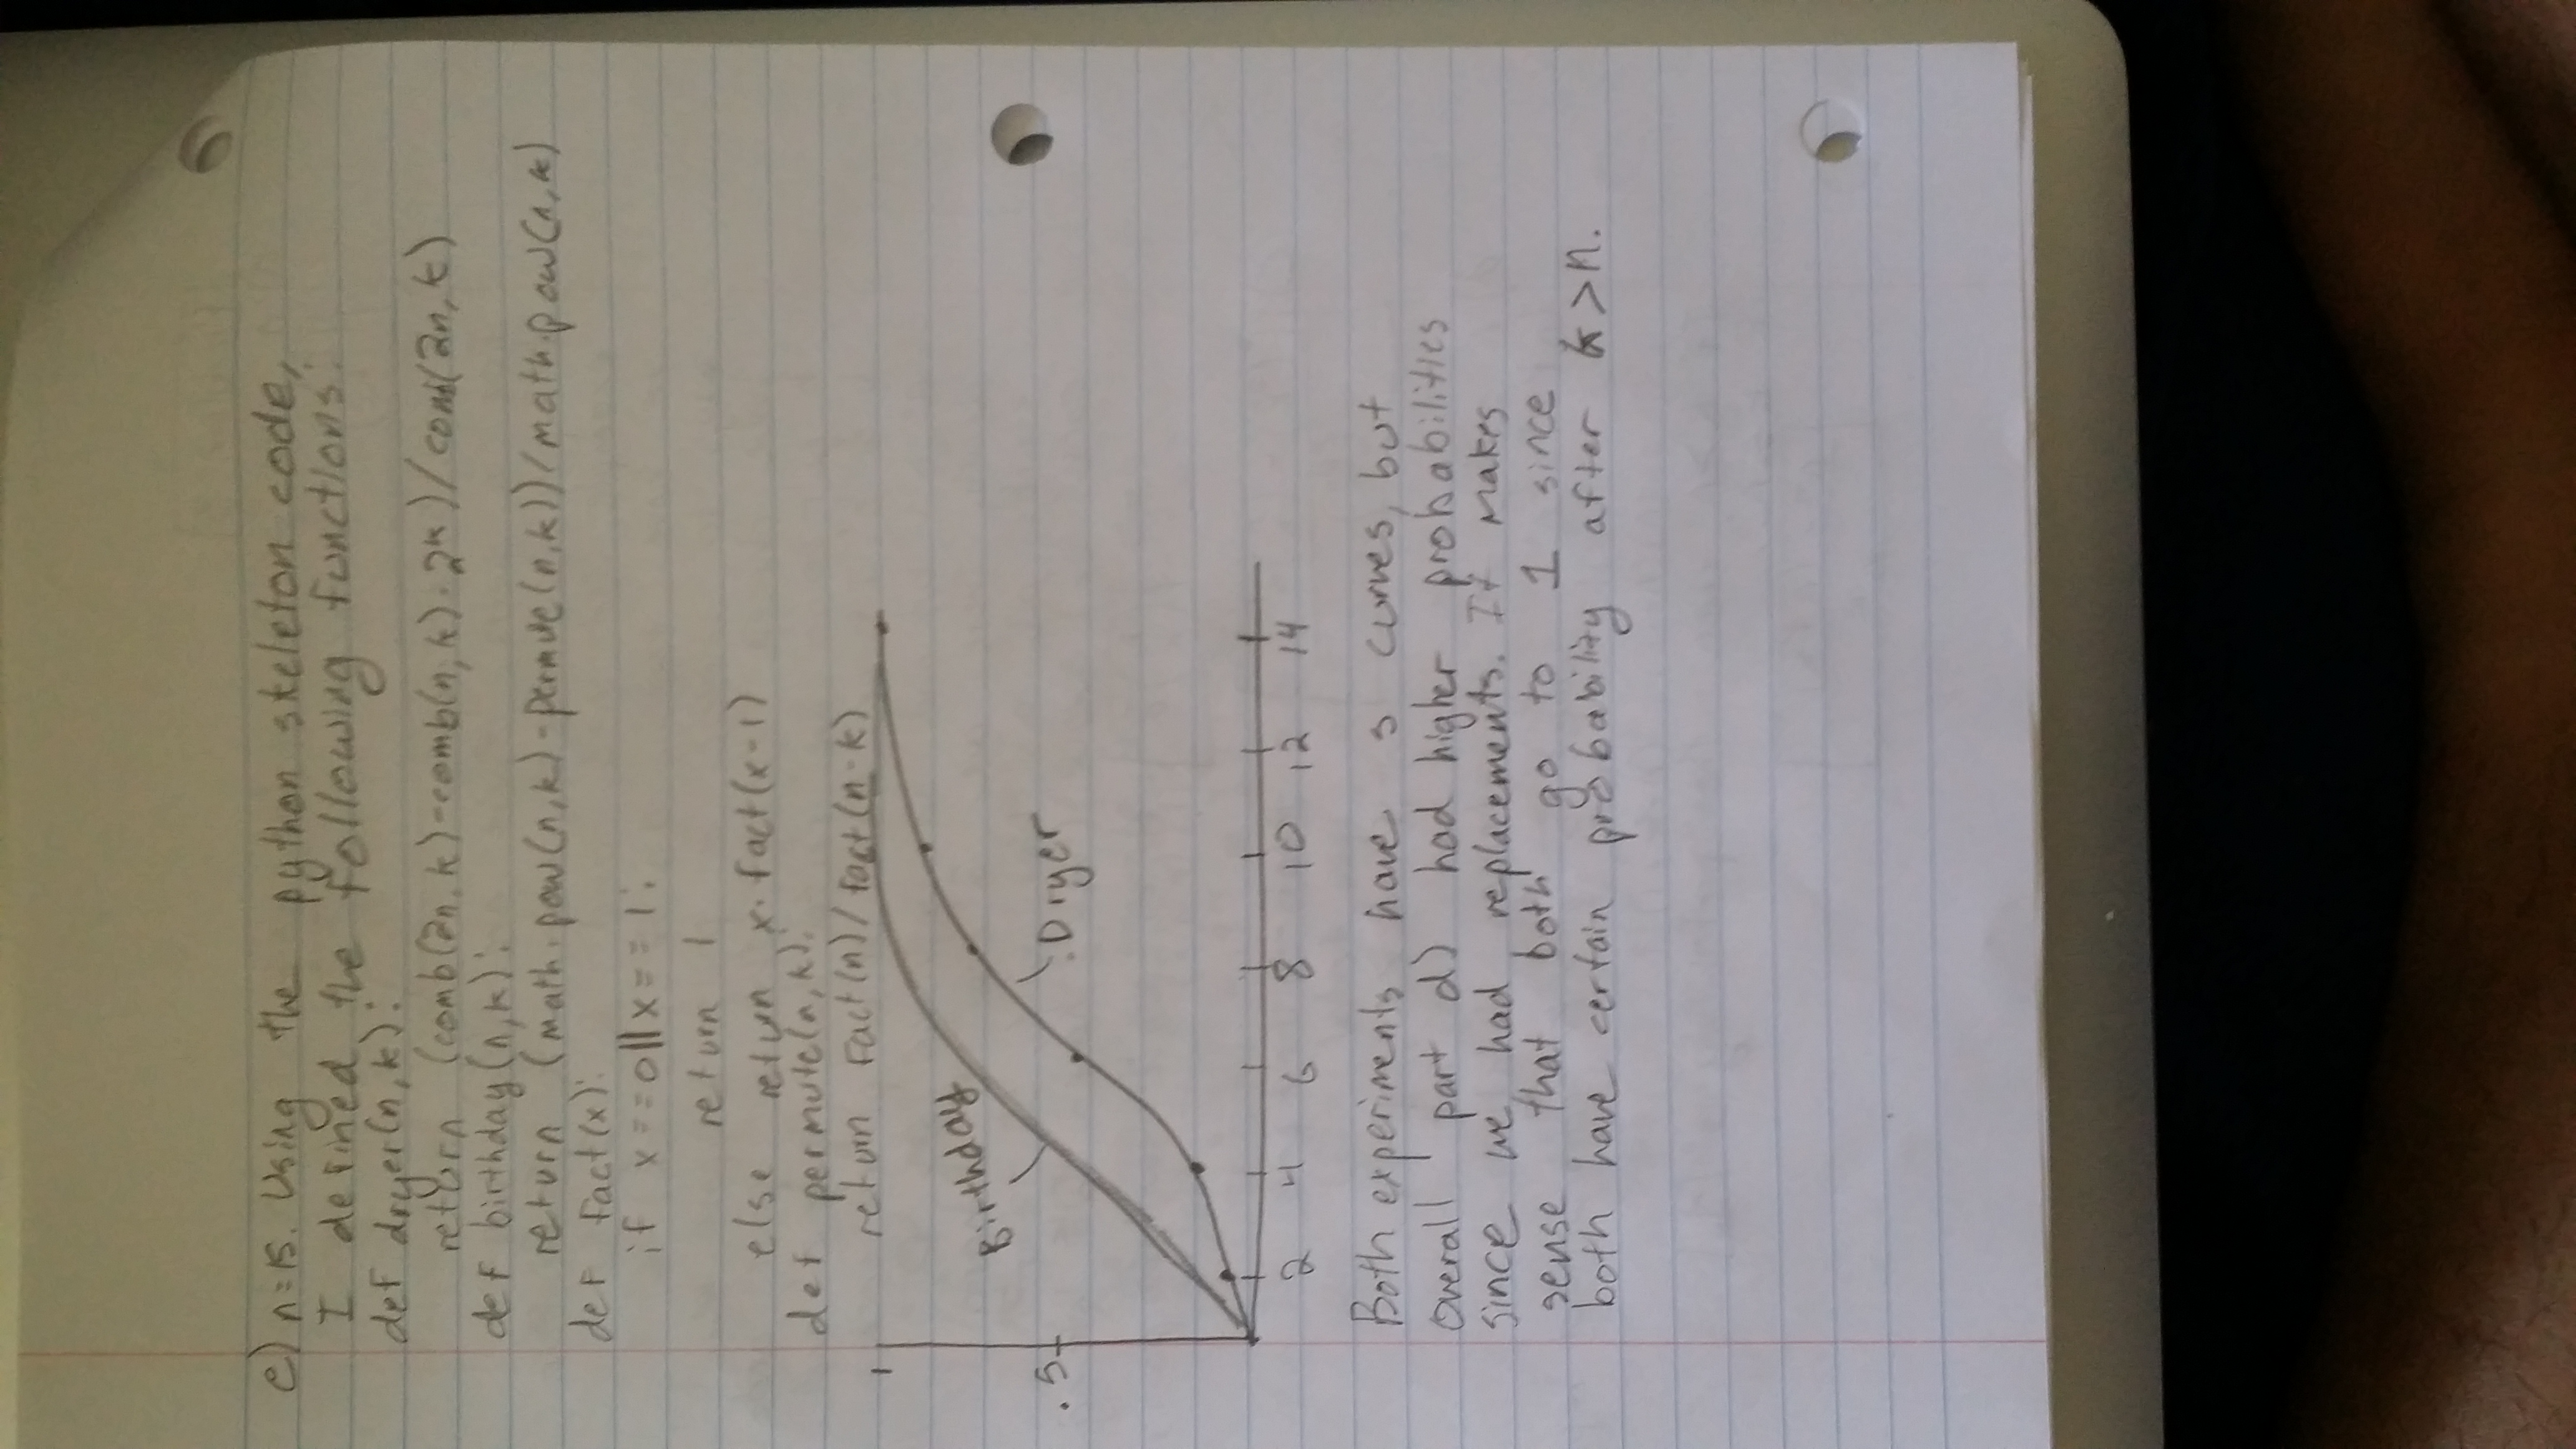 e) n=15. Using the python skeleton code,
I defined the following functions:
def dryer(n,k):
return (comb(2n,k)-comb(n,k)·2^k)/comb(2n,k)
def birthday(n,k):
return (math.pow(n,k)-permute(n,k))/math.pow(n,k)
def fact(x):
if x==0||x==1:
return 1
else return x·fact(x-1)
def permute(n,k):
return fact(n)/fact(n-k)
1
Birthday
.5
Dryer
2 4 6 8 10 12 14
Both experiments have s curves, but
overall part d) had higher probabilities
since we had replacements. It makes
sense that both go to 1 since
both have certain probability after k>n.